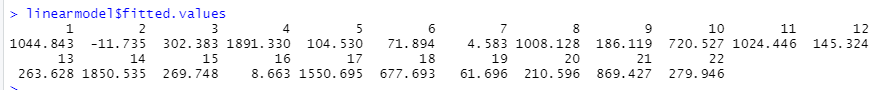 > linearmodel$fitted.values
1 2 3 4 5 6 7 8 9 10 11 12
1044.843 -11.735 302.383 1891.330 104.530 71.894 4.583 1008.128 186.119 720.527 1024.446 145.324
13 14 15 16 17 18 19 20 21 22
263.628 1850.535 269.748 8.663 1550.695 677.693 61.696 210.596 869.427 279.946
>